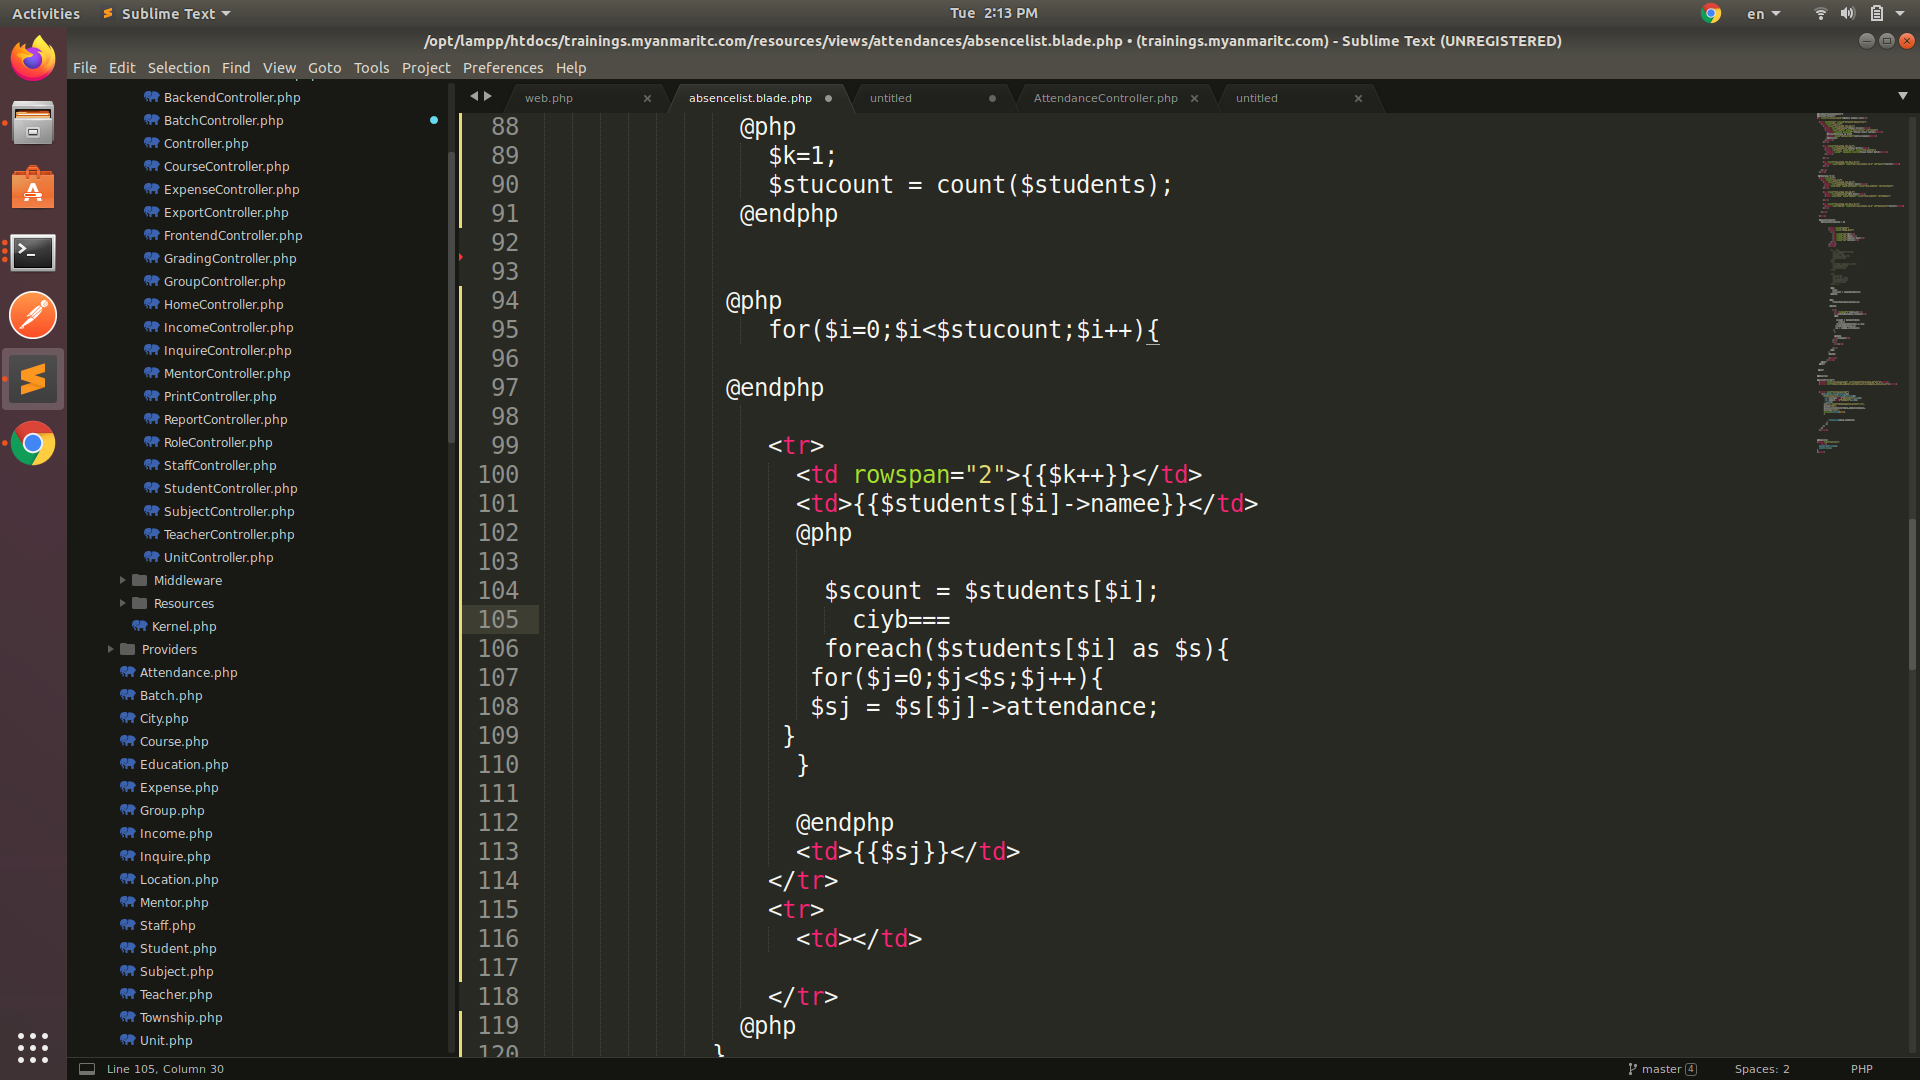 Activities Sublime Text Tue 2:13 PM en
/opt/lampp/htdocs/trainings.myanmaritc.com/resources/views/attendances/absencelist.blade.php • (trainings.myanmaritc.com) - Sublime Text (UNREGISTERED)
File Edit Selection Find View Goto Tools Project Preferences Help
web.php absencelist.blade.php untitled AttendanceController.php untitled
BackendController.php
BatchController.php
Controller.php
CourseController.php
ExpenseController.php
ExportController.php
FrontendController.php
GradingController.php
GroupController.php
HomeController.php
IncomeController.php
InquireController.php
MentorController.php
PrintController.php
ReportController.php
RoleController.php
StaffController.php
StudentController.php
SubjectController.php
TeacherController.php
UnitController.php
Middleware
Resources
Kernel.php
Providers
Attendance.php
Batch.php
City.php
Course.php
Education.php
Expense.php
Group.php
Income.php
Inquire.php
Location.php
Mentor.php
Staff.php
Student.php
Subject.php
Teacher.php
Township.php
Unit.php
88 @php
89 $k=1;
90 $stucount = count($students);
91 @endphp
92
93
94 @php
95 for($i=0;$i<$stucount;$i++){
96
97 @endphp
98
99 <tr>
100 <td rowspan="2">{{$k++}}</td>
101 <td>{{$students[$i]->namee}}</td>
102 @php
103
104 $scount = $students[$i];
105 ciyb===
106 foreach($students[$i] as $s){
107 for($j=0;$j<$s;$j++){
108 $sj = $s[$j]->attendance;
109 }
110 }
111
112 @endphp
113 <td>{{$sj}}</td>
114 </tr>
115 <tr>
116 <td></td>
117
118 </tr>
119 @php
120 }
Line 105, Column 30 master 4 Spaces: 2 PHP